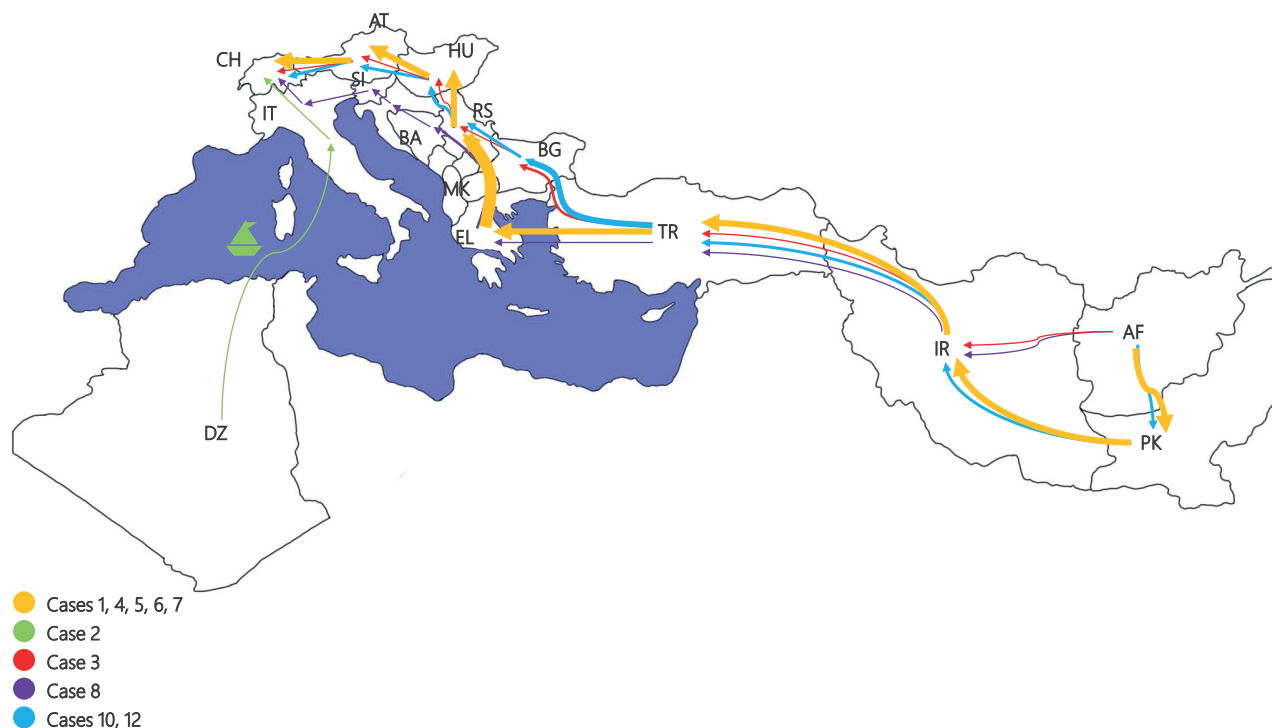 AT
HU
CH
SI
IT
RS
BA
BG
MK
EL
TR
AF
IR
DZ
PK
Cases 1, 4, 5, 6, 7
Case 2
Case 3
Case 8
Cases 10, 12